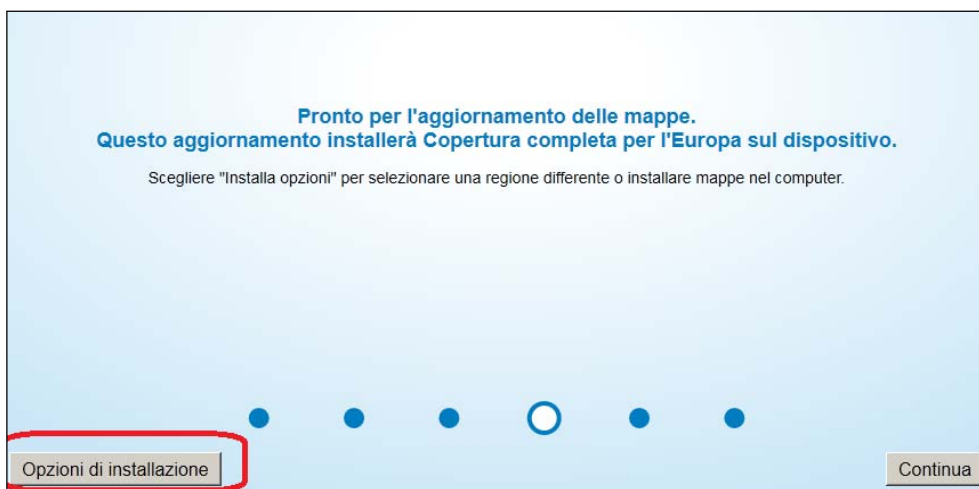 Pronto per l'aggiornamento delle mappe.
Questo aggiornamento installerà Copertura completa per l'Europa sul dispositivo.
Scegliere "Installa opzioni" per selezionare una regione differente o installare mappe nel computer.
Opzioni di installazione
Continua